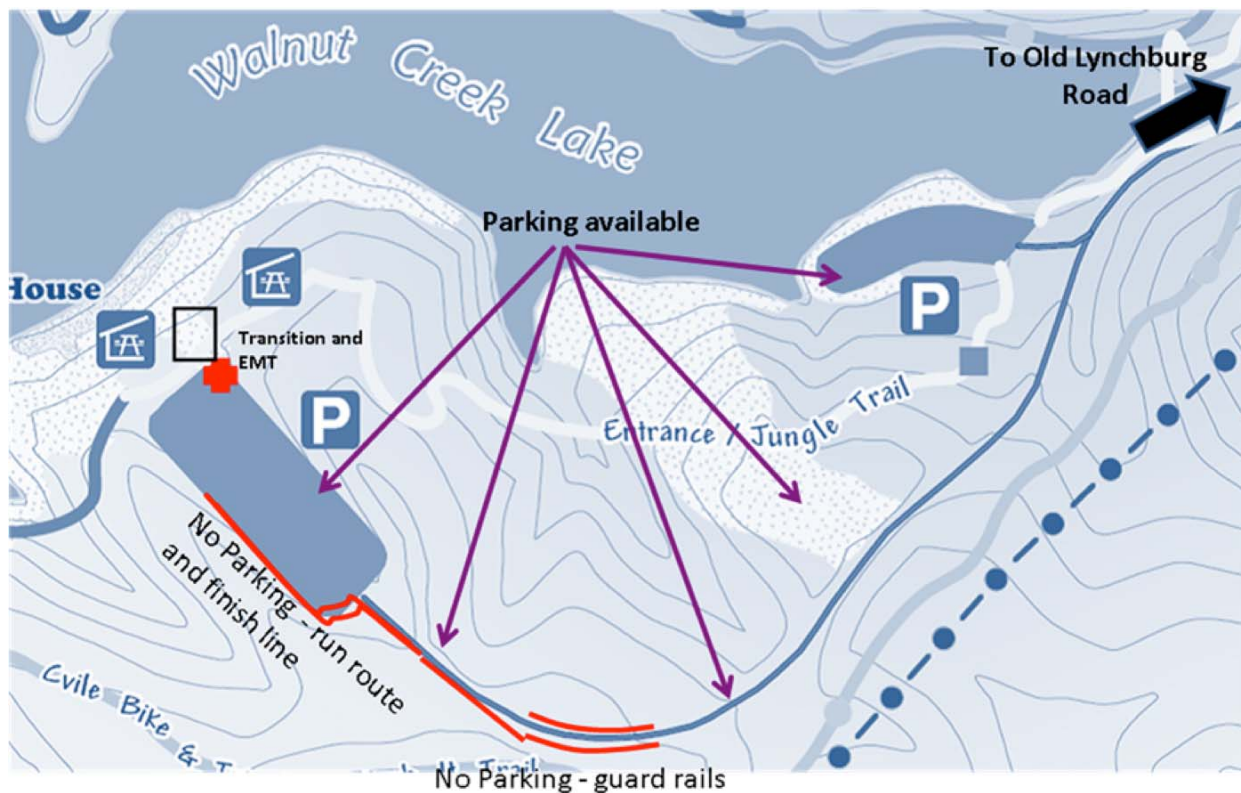 Walnut Creek Lake
To Old Lynchburg
Road
Parking available
House
Transition and
EMT
P
P
Entrance / Jungle Trail
No Parking - run route
and finish line
Cvile Bike &
Trail
No Parking - guard rails